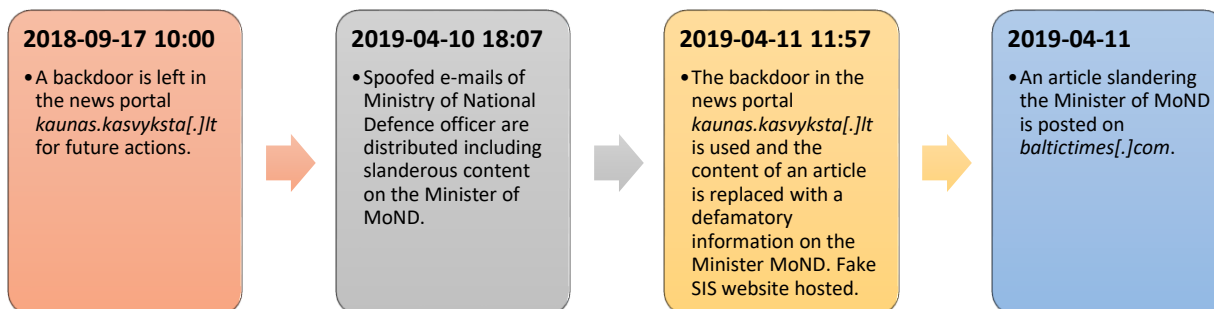 2018-09-17 10:00
•A backdoor is left in
the news portal
kaunas.kasvyksta[.]lt
for future actions.
2019-04-10 18:07
•Spoofed e-mails of
Ministry of National
Defence officer are
distributed including
slanderous content
on the Minister of
MoND.
2019-04-11 11:57
•The backdoor in the
news portal
kaunas.kasvyksta[.]lt
is used and the
content of an article
is replaced with a
defamatory
information on the
Minister MoND. Fake
SIS website hosted.
2019-04-11
•An article slandering
the Minister of MoND
is posted on
baltictimes[.]com.